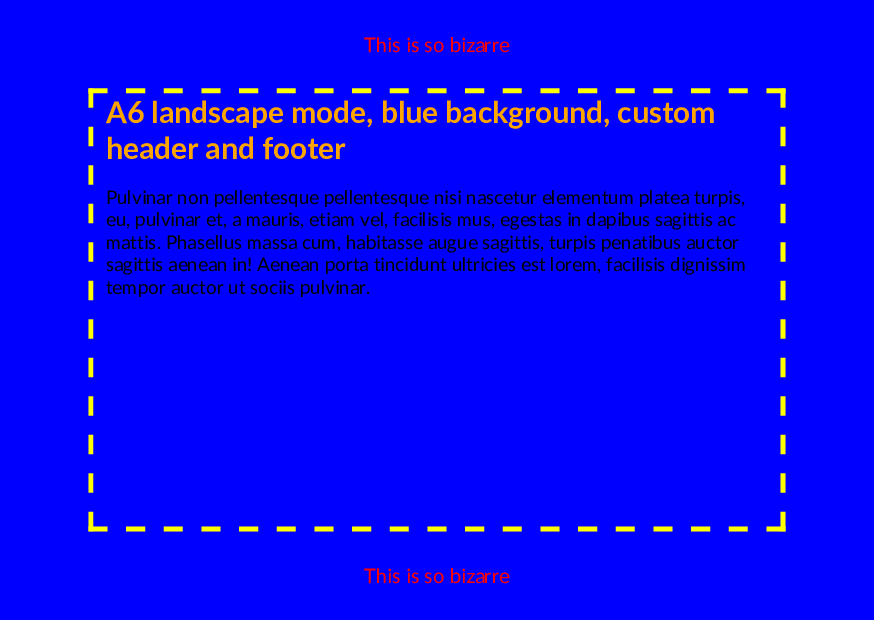 This is so bizarre
A6 landscape mode, blue background, custom
header and footer
Pulvinar non pellentesque pellentesque nisi nascetur elementum platea turpis,
eu, pulvinar et, a mauris, etiam vel, facilisis mus, egestas in dapibus sagittis ac
mattis. Phasellus massa cum, habitasse augue sagittis, turpis penatibus auctor
sagittis aenean in! Aenean porta tincidunt ultricies est lorem, facilisis dignissim
tempor auctor ut sociis pulvinar.
This is so bizarre